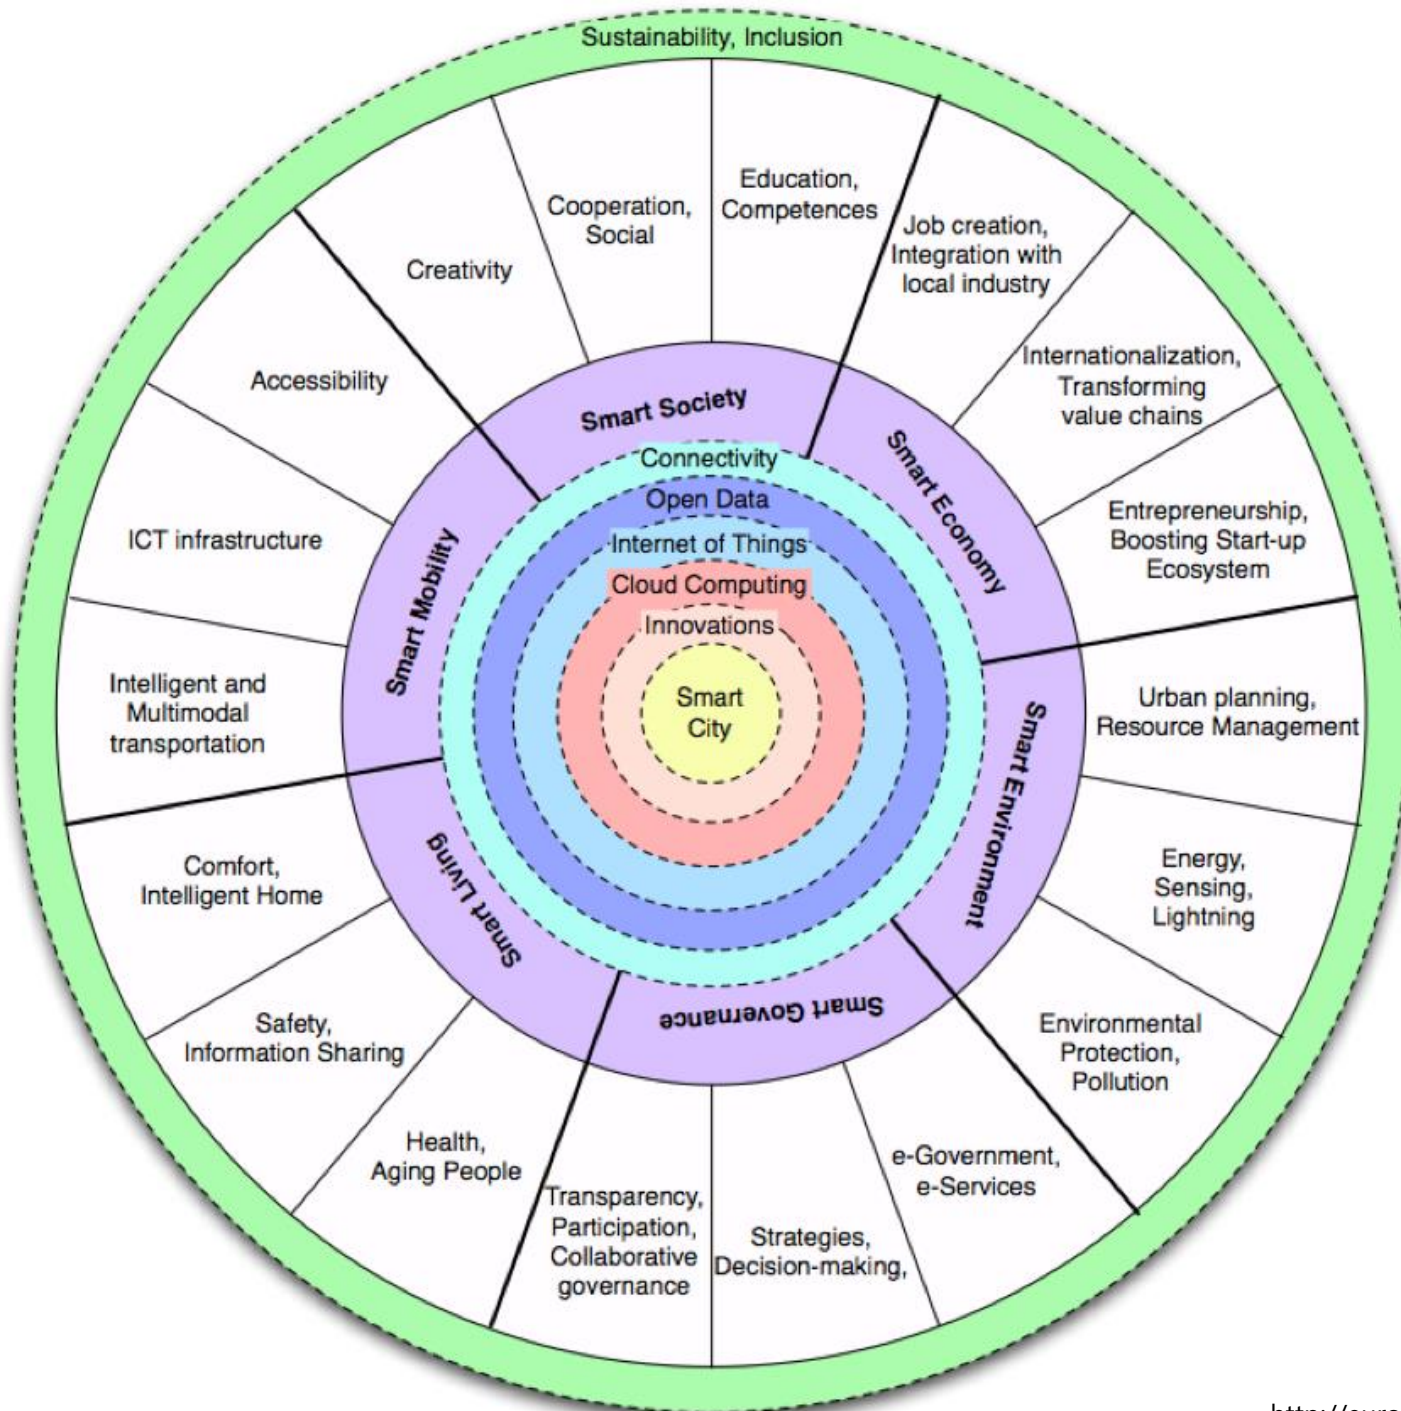 Sustainability, Inclusion
Education,
Competences
Job creation,
Integration with
local industry
Internationalization,
Transforming
value chains
Entrepreneurship,
Boosting Start-up
Ecosystem
Urban planning,
Resource Management
Energy,
Sensing,
Lightning
Environmental
Protection,
Pollution
e-Government,
e-Services
Strategies,
Decision-making,
Transparency,
Participation,
Collaborative
governance
Health,
Aging People
Safety,
Information Sharing
Comfort,
Intelligent Home
Intelligent and
Multimodal
transportation
ICT infrastructure
Accessibility
Creativity
Cooperation,
Social
Smart Society
Smart Economy
Smart Environment
Smart Governance
Smart Living
Smart Mobility
Connectivity
Open Data
Internet of Things
Cloud Computing
Innovations
Smart
City